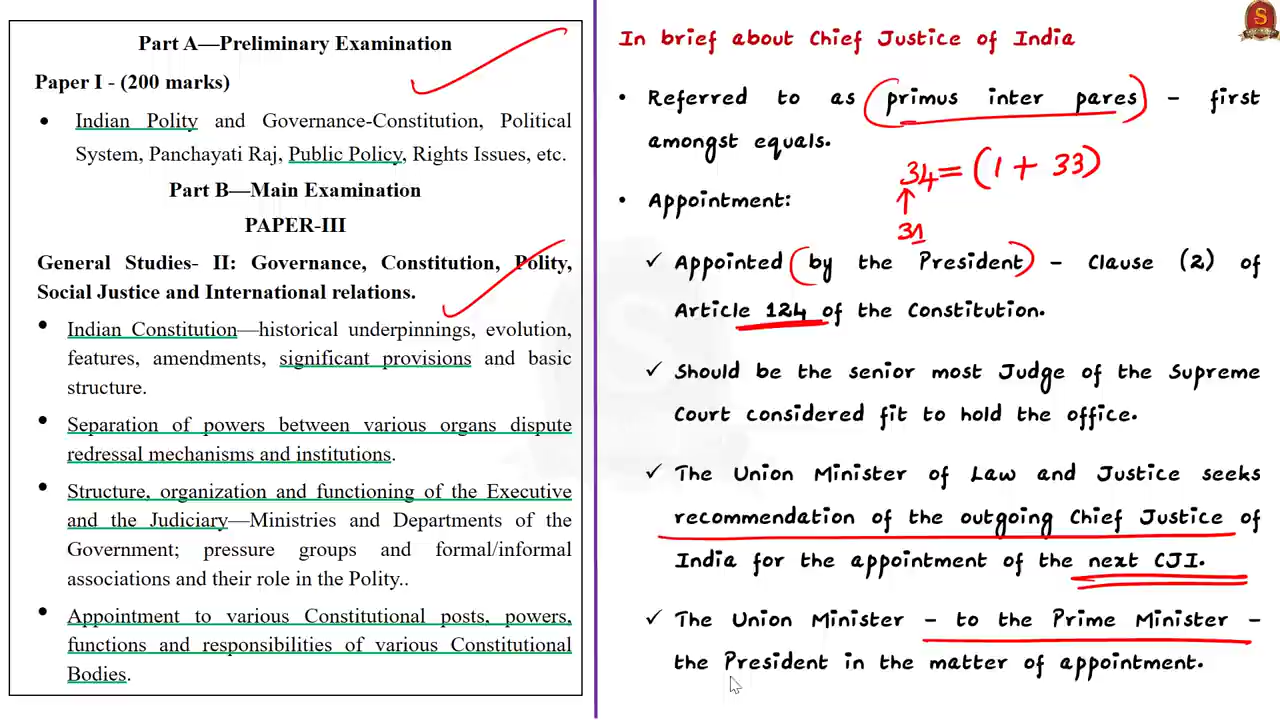 Part A—Preliminary Examination
Paper I - (200 marks)
• Indian Polity and Governance-Constitution, Political
System, Panchayati Raj, Public Policy, Rights Issues, etc.
Part B—Main Examination
PAPER-III
General Studies- II: Governance, Constitution, Polity,
Social Justice and International relations.
• Indian Constitution—historical underpinnings, evolution,
features, amendments, significant provisions and basic
structure.
• Separation of powers between various organs dispute
redressal mechanisms and institutions.
• Structure, organization and functioning of the Executive
and the Judiciary—Ministries and Departments of the
Government; pressure groups and formal/informal
associations and their role in the Polity..
• Appointment to various Constitutional posts, powers,
functions and responsibilities of various Constitutional
Bodies.
In brief about Chief Justice of India
• Referred to as (primus inter pares) - first
amongst equals.
34 = (1 + 33)
31
• Appointment:
✓ Appointed (by the President) - Clause (2) of
Article 124 of the Constitution.
✓ Should be the senior most Judge of the Supreme
Court considered fit to hold the office.
✓ The Union Minister of Law and Justice seeks
recommendation of the outgoing Chief Justice of
India for the appointment of the next CJI.
✓ The Union Minister - to the Prime Minister -
the President in the matter of appointment.
S